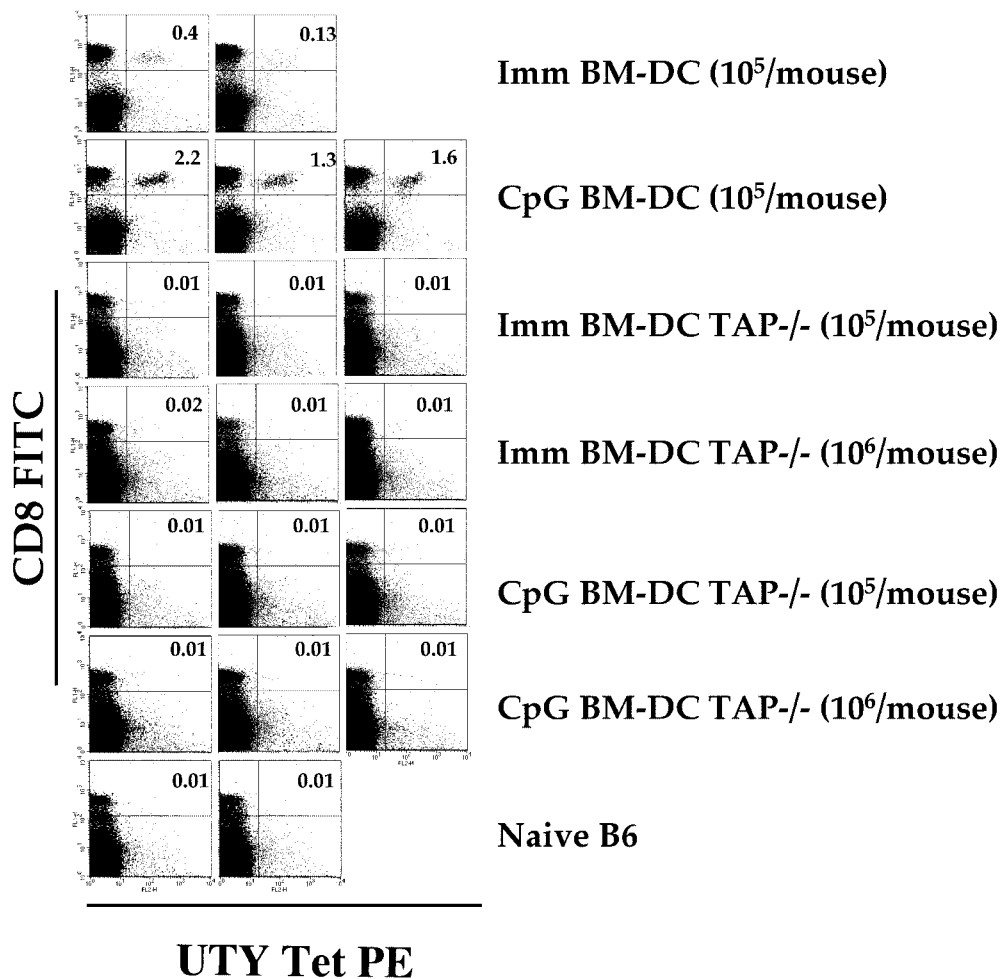 0.4 0.13
Imm BM-DC (10⁵/mouse)
2.2 1.3 1.6
CpG BM-DC (10⁵/mouse)
0.01 0.01 0.01
Imm BM-DC TAP-/- (10⁵/mouse)
0.02 0.01 0.01
Imm BM-DC TAP-/- (10⁶/mouse)
0.01 0.01 0.01
CpG BM-DC TAP-/- (10⁵/mouse)
0.01 0.01 0.01
CpG BM-DC TAP-/- (10⁶/mouse)
0.01 0.01
Naive B6
CD8 FITC
UTY Tet PE